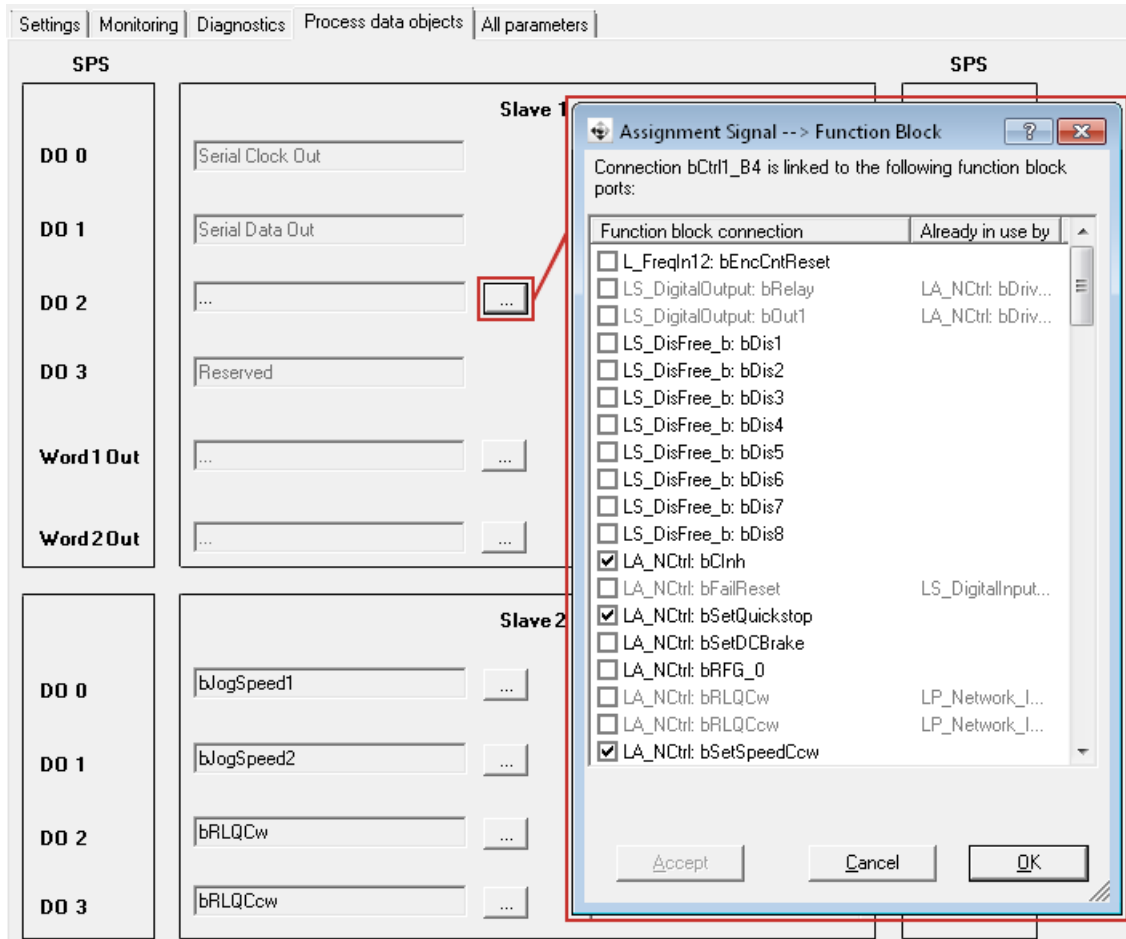 Settings Monitoring Diagnostics Process data objects All parameters
SPS SPS
Slave 1
DO 0 Serial Clock Out
DO 1 Serial Data Out
DO 2 ... ...
DO 3 Reserved
Word 1 Out ... ...
Word 2 Out ... ...
Slave 2
DO 0 bJogSpeed1 ...
DO 1 bJogSpeed2 ...
DO 2 bRLQCw ...
DO 3 bRLQCcw ...
Assignment Signal --> Function Block ?
Connection bCtrl1_B4 is linked to the following function block
ports:
Function block connection Already in use by
L_FreqIn12: bEncCntReset
LS_DigitalOutput: bRelay LA_NCtrl: bDriv...
LS_DigitalOutput: bOut1 LA_NCtrl: bDriv...
LS_DisFree_b: bDis1
LS_DisFree_b: bDis2
LS_DisFree_b: bDis3
LS_DisFree_b: bDis4
LS_DisFree_b: bDis5
LS_DisFree_b: bDis6
LS_DisFree_b: bDis7
LS_DisFree_b: bDis8
LA_NCtrl: bCInh
LA_NCtrl: bFailReset LS_DigitalInput...
LA_NCtrl: bSetQuickstop
LA_NCtrl: bSetDCBrake
LA_NCtrl: bRFG_0
LA_NCtrl: bRLQCw LP_Network_I...
LA_NCtrl: bRLQCcw LP_Network_I...
LA_NCtrl: bSetSpeedCcw
Accept Cancel OK